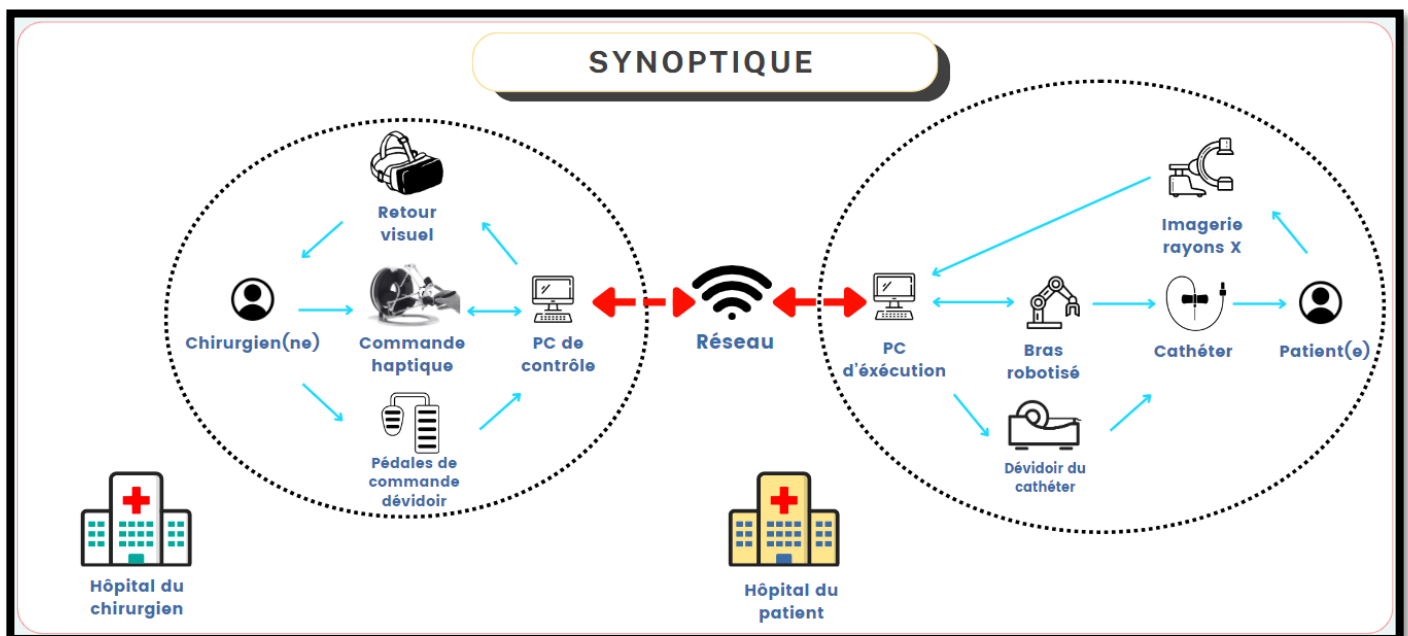 SYNOPTIQUE
Retour
visuel
Chirurgien(ne)
Commande
haptique
PC de
contrôle
Pédales de
commande
dévidoir
Hôpital du
chirurgien
Réseau
Imagerie
rayons X
PC
d'éxécution
Bras
robotisé
Cathéter
Patient(e)
Dévidoir du
cathéter
Hôpital du
patient